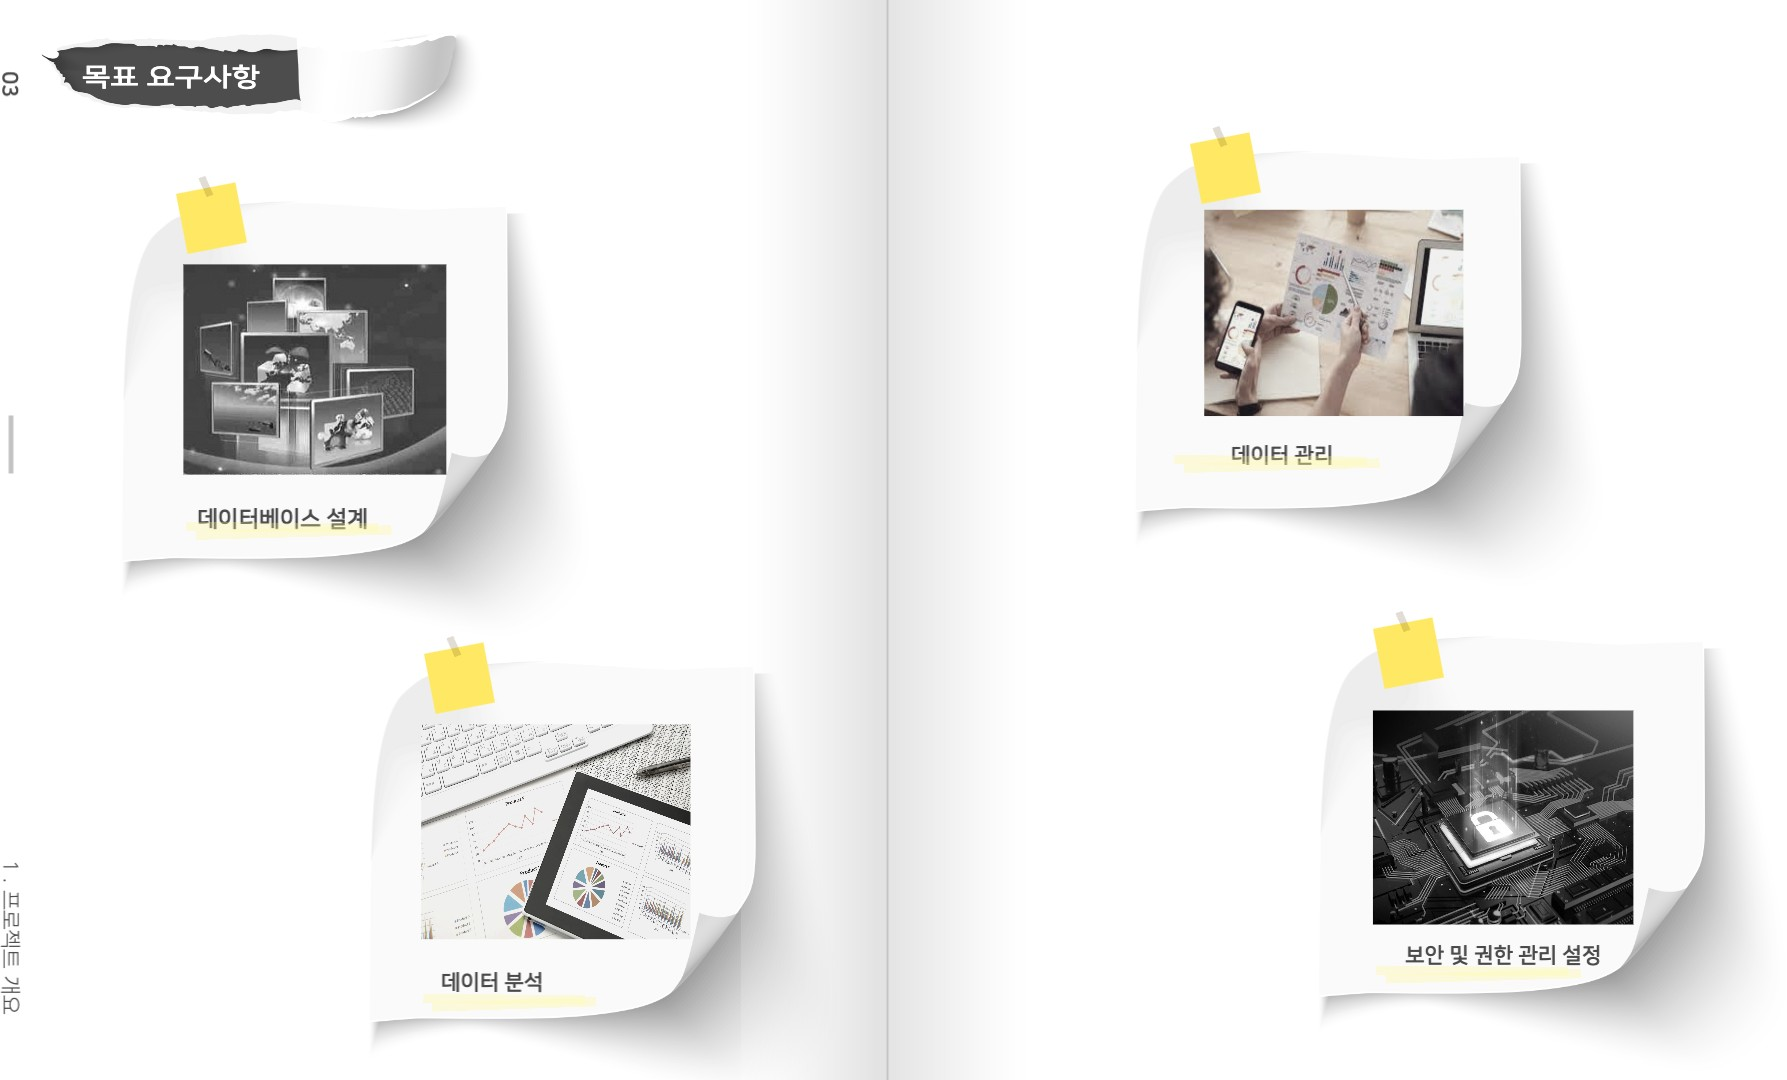 03
목표 요구사항
데이터베이스 설계
데이터 분석
데이터 관리
보안 및 권한 관리 설정
1. 프로젝트 개요